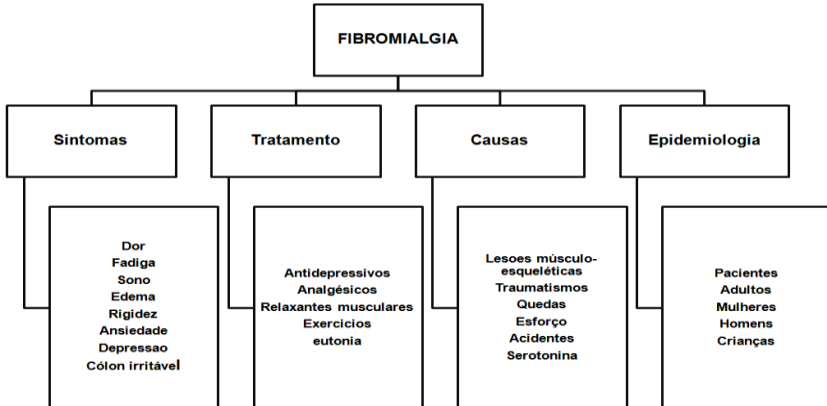 FIBROMIALGIA
Sintomas
Tratamento
Causas
Epidemiologia
Dor
Fadiga
Sono
Edema
Rigidez
Ansiedade
Depressao
Cólon irritável
Antidepressivos
Analgésicos
Relaxantes musculares
Exercicios
eutonia
Lesoes músculo-
esqueléticas
Traumatismos
Quedas
Esforço
Acidentes
Serotonina
Pacientes
Adultos
Mulheres
Homens
Crianças